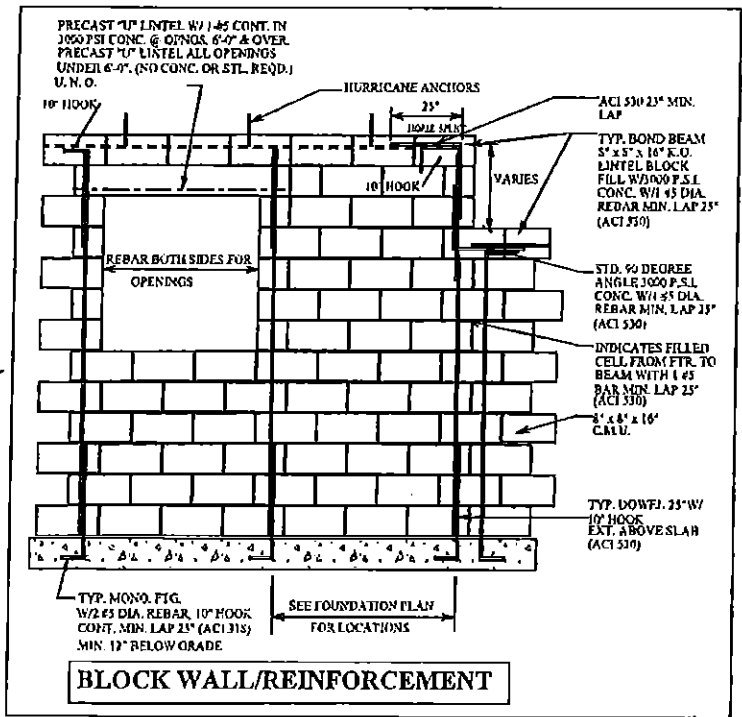 PRECAST "U" LINTEL W/ 1-#5 CONT. IN
3000 PSI CONC. @ OPNGS. 6'-0" & OVER.
PRECAST "U" LINTEL ALL OPENINGS
UNDER 6'-0". (NO CONC. OR STL. REQD.)
U. N. O.
10" HOOK
HURRICANE ANCHORS
25"
10" HOOK
VARIES
ACI 530 25" MIN.
LAP
TYP. BOND BEAM
8" x 8" x 16" K.O.
LINTEL BLOCK
FILL W/3000 P.S.I.
CONC. W/1 #5 DIA.
REBAR MIN. LAP 25"
(ACI 530)
REBAR BOTH SIDES FOR
OPENINGS
STD. 90 DEGREE
ANGLE 3000 P.S.I.
CONC. W/1 #5 DIA.
REBAR MIN. LAP 25"
(ACI 530)
INDICATES FILLED
CELL FROM FTR. TO
BEAM WITH 1 #5
BAR MIN. LAP 25"
(ACI 530)
8" x 8" x 16"
C.M.U.
TYP. DOWEL 25" W/
10" HOOK
EXT. ABOVE SLAB
(ACI 530)
TYP. MONO. FTG.
W/2 #5 DIA. REBAR, 10" HOOK
CONT. MIN. LAP 25" (ACI 318)
MIN. 12" BELOW GRADE
SEE FOUNDATION PLAN
FOR LOCATIONS
BLOCK WALL/REINFORCEMENT